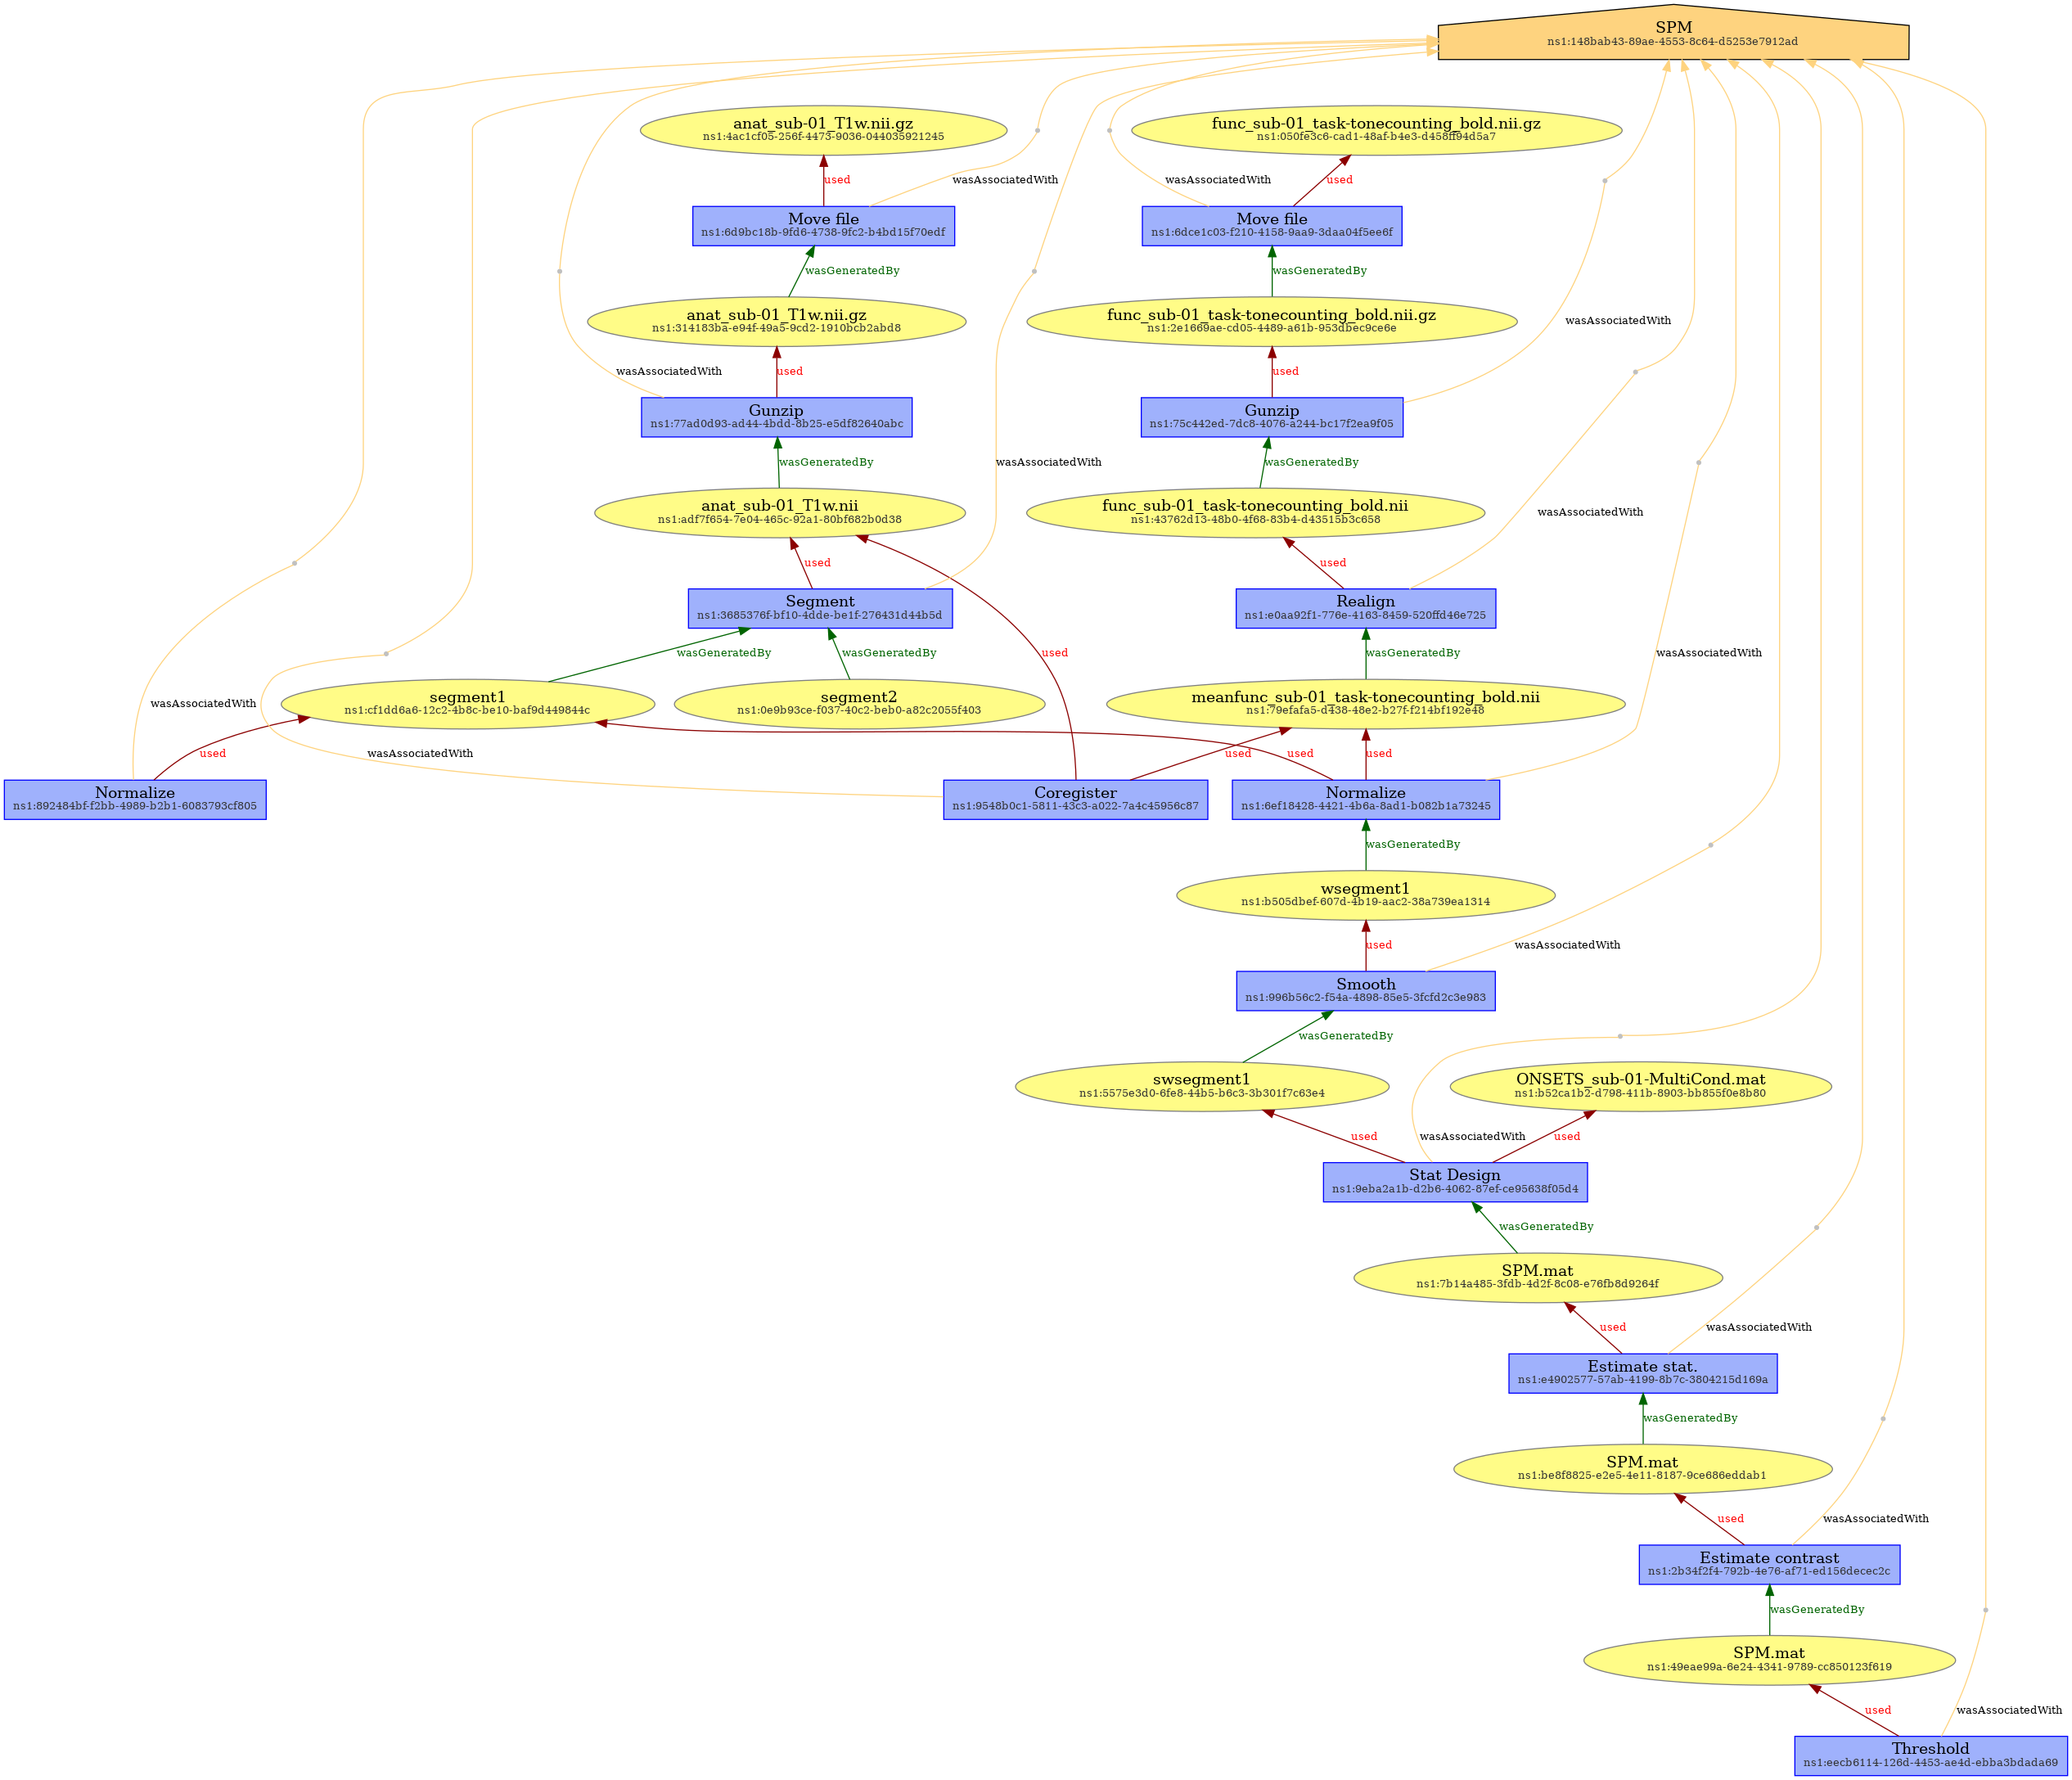 SPM
ns1:148bab43-89ae-4553-8c64-d5253e7912ad
anat_sub-01_T1w.nii.gz
ns1:4ac1cf05-256f-4473-9036-044035921245
func_sub-01_task-tonecounting_bold.nii.gz
ns1:050fe3c6-cad1-48af-b4e3-d458ff94d5a7
used
wasAssociatedWith
wasAssociatedWith
used
Move file
ns1:6d9bc18b-9fd6-4738-9fc2-b4bd15f70edf
Move file
ns1:6dce1c03-f210-4158-9aa9-3daa04f5ee6f
wasGeneratedBy
wasGeneratedBy
anat_sub-01_T1w.nii.gz
ns1:314183ba-e94f-49a5-9cd2-1910bcb2abd8
func_sub-01_task-tonecounting_bold.nii.gz
ns1:2e1669ae-cd05-4489-a61b-953dbec9ce6e
wasAssociatedWith
wasAssociatedWith
used
used
Gunzip
ns1:77ad0d93-ad44-4bdd-8b25-e5df82640abc
Gunzip
ns1:75c442ed-7dc8-4076-a244-bc17f2ea9f05
wasGeneratedBy
wasAssociatedWith
wasGeneratedBy
anat_sub-01_T1w.nii
ns1:adf7f654-7e04-465c-92a1-80bf682b0d38
func_sub-01_task-tonecounting_bold.nii
ns1:43762d13-48b0-4f68-83b4-d43515b3c658
wasAssociatedWith
used
used
Segment
ns1:3685376f-bf10-4dde-be1f-276431d44b5d
Realign
ns1:e0aa92f1-776e-4163-8459-520ffd46e725
wasGeneratedBy
wasGeneratedBy
used
wasGeneratedBy
wasAssociatedWith
wasAssociatedWith
segment1
ns1:cf1dd6a6-12c2-4b8c-be10-baf9d449844c
segment2
ns1:0e9b93ce-f037-40c2-beb0-a82c2055f403
meanfunc_sub-01_task-tonecounting_bold.nii
ns1:79efafa5-d438-48e2-b27f-f214bf192e48
used
wasAssociatedWith
used
used
used
Normalize
ns1:892484bf-f2bb-4989-b2b1-6083793cf805
Coregister
ns1:9548b0c1-5811-43c3-a022-7a4c45956c87
Normalize
ns1:6ef18428-4421-4b6a-8ad1-b082b1a73245
wasGeneratedBy
wsegment1
ns1:b505dbef-607d-4b19-aac2-38a739ea1314
used
wasAssociatedWith
Smooth
ns1:996b56c2-f54a-4898-85e5-3fcfd2c3e983
wasGeneratedBy
swsegment1
ns1:5575e3d0-6fe8-44b5-b6c3-3b301f7c63e4
ONSETS_sub-01-MultiCond.mat
ns1:b52ca1b2-d798-411b-8903-bb855f0e8b80
used
wasAssociatedWith
used
Stat Design
ns1:9eba2a1b-d2b6-4062-87ef-ce95638f05d4
wasGeneratedBy
SPM.mat
ns1:7b14a485-3fdb-4d2f-8c08-e76fb8d9264f
used
wasAssociatedWith
Estimate stat.
ns1:e4902577-57ab-4199-8b7c-3804215d169a
wasGeneratedBy
SPM.mat
ns1:be8f8825-e2e5-4e11-8187-9ce686eddab1
used
wasAssociatedWith
Estimate contrast
ns1:2b34f2f4-792b-4e76-af71-ed156decec2c
wasGeneratedBy
SPM.mat
ns1:49eae99a-6e24-4341-9789-cc850123f619
used
wasAssociatedWith
Threshold
ns1:eecb6114-126d-4453-ae4d-ebba3bdada69